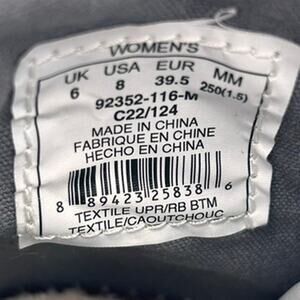 WOMEN'S
UK USA EUR MM
6 8 39.5 250(1.5)
92352-116-M
C22/124
MADE IN CHINA
FABRIQUE EN CHINE
HECHO EN CHINA
8 89423 25838 6
TEXTILE UPR/RB BTM
TEXTILE/CAOUTCHOUC